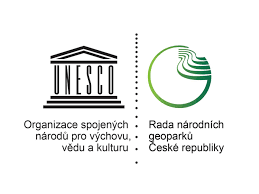 UNESCO
Organizace spojených
národů pro výchovu,
vědu a kulturu
Rada národních
geoparků
České republiky